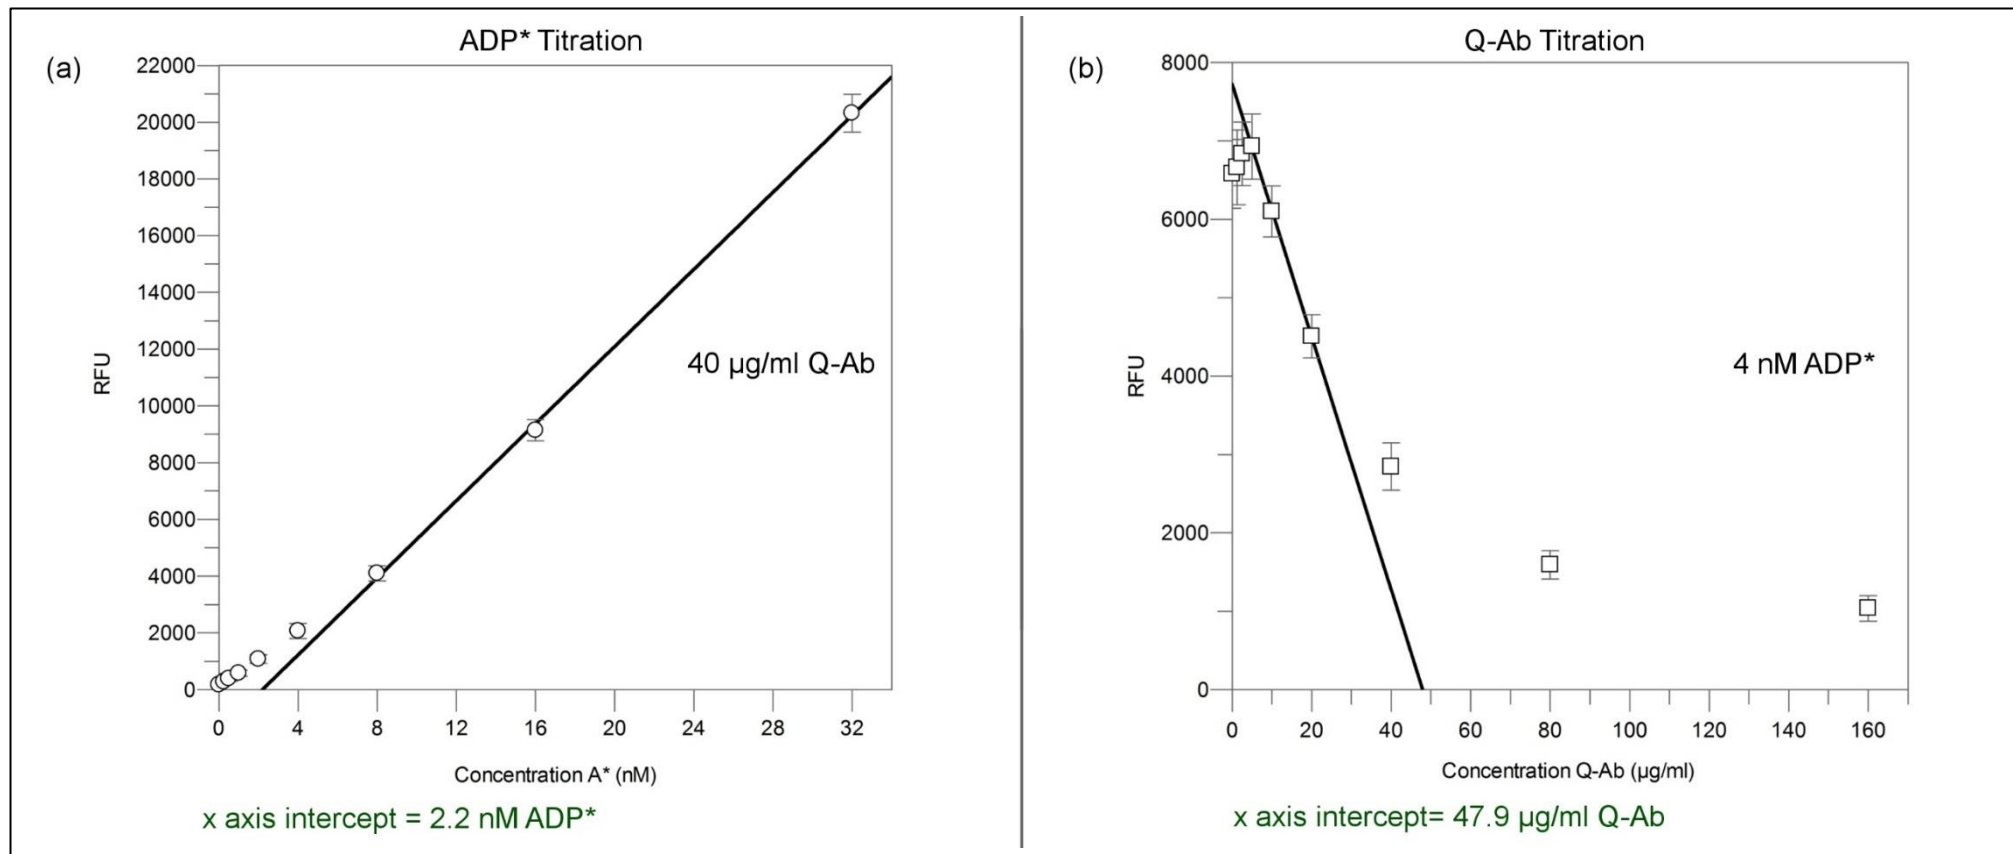 ADP* Titration
(a)
22000
20000
18000
16000
14000
12000
10000
8000
6000
4000
2000
0
RFU
40 µg/ml Q-Ab
0 4 8 12 16 20 24 28 32
Concentration A* (nM)
x axis intercept = 2.2 nM ADP*
Q-Ab Titration
(b)
8000
6000
4000
2000
0
RFU
4 nM ADP*
0 20 40 60 80 100 120 140 160
Concentration Q-Ab (µg/ml)
x axis intercept= 47.9 µg/ml Q-Ab